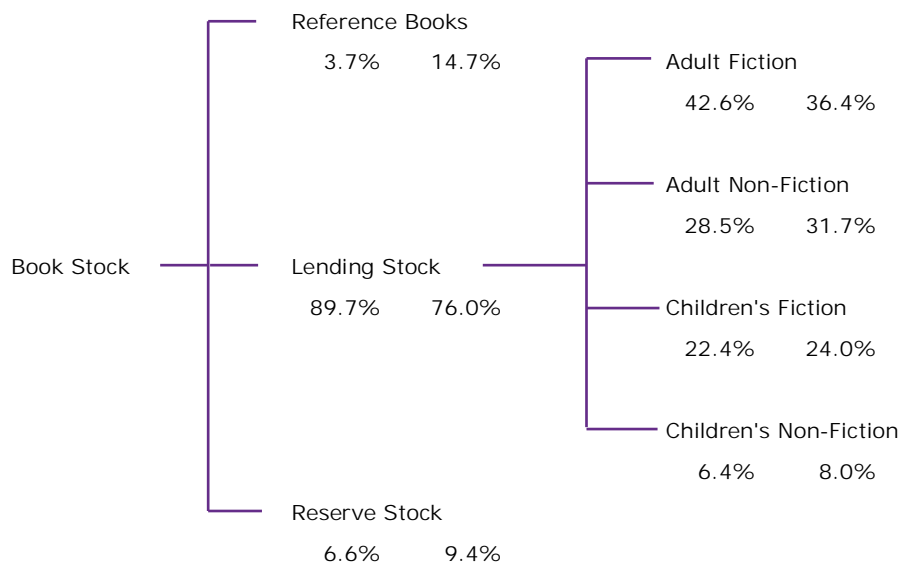 Reference Books
3.7% 14.7%
Adult Fiction
42.6% 36.4%
Adult Non-Fiction
28.5% 31.7%
Book Stock
Lending Stock
89.7% 76.0%
Children's Fiction
22.4% 24.0%
Children's Non-Fiction
6.4% 8.0%
Reserve Stock
6.6% 9.4%